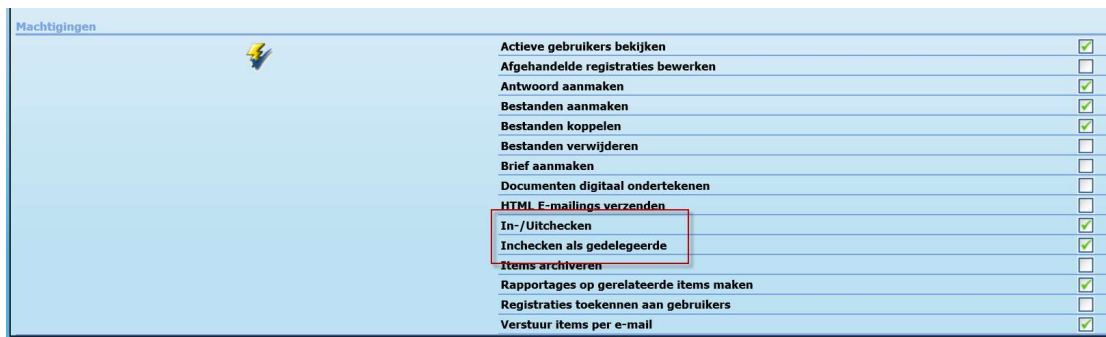 Machtigingen
Actieve gebruikers bekijken
Afgehandelde registraties bewerken
Antwoord aanmaken
Bestanden aanmaken
Bestanden koppelen
Bestanden verwijderen
Brief aanmaken
Documenten digitaal ondertekenen
HTML E-mailings verzenden
In-/Uitchecken
Inchecken als gedelegeerde
Items archiveren
Rapportages op gerelateerde items maken
Registraties toekennen aan gebruikers
Verstuur items per e-mail